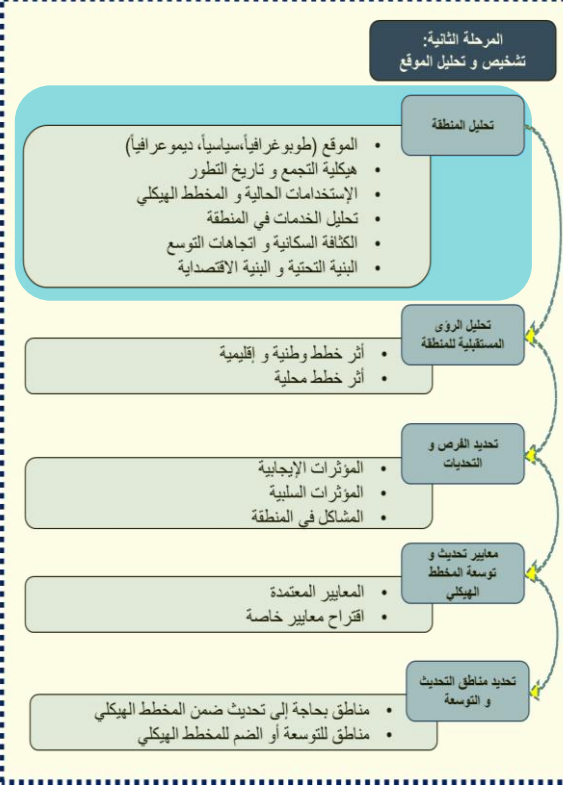 المرحلة الثانية:
تشخيص و تحليل الموقع
تحليل المنطقة
• الموقع (طوبوغرافياً،سياسياً، ديموعرافياً)
• هيكلية التجمع و تاريخ التطور
• الإستخدامات الحالية و المخطط الهيكلي
• تحليل الخدمات في المنطقة
• الكثافة السكانية و اتجاهات التوسع
• البنية التحتية و البنية الاقتصداية
تحليل الرؤى
المستقبلية للمنطقة
• أثر خطط وطنية و إقليمية
• أثر خطط محلية
تحديد الفرص و
التحديات
• المؤثرات الإيجابية
• المؤثرات السلبية
• المشاكل في المنطقة
معايير تحديث و
توسعة المخطط
الهيكلي
• المعايير المعتمدة
• اقتراح معايير خاصة
تحديد مناطق التحديث
و التوسعة
• مناطق بحاجة إلى تحديث ضمن المخطط الهيكلي
• مناطق للتوسعة أو الضم للمخطط الهيكلي